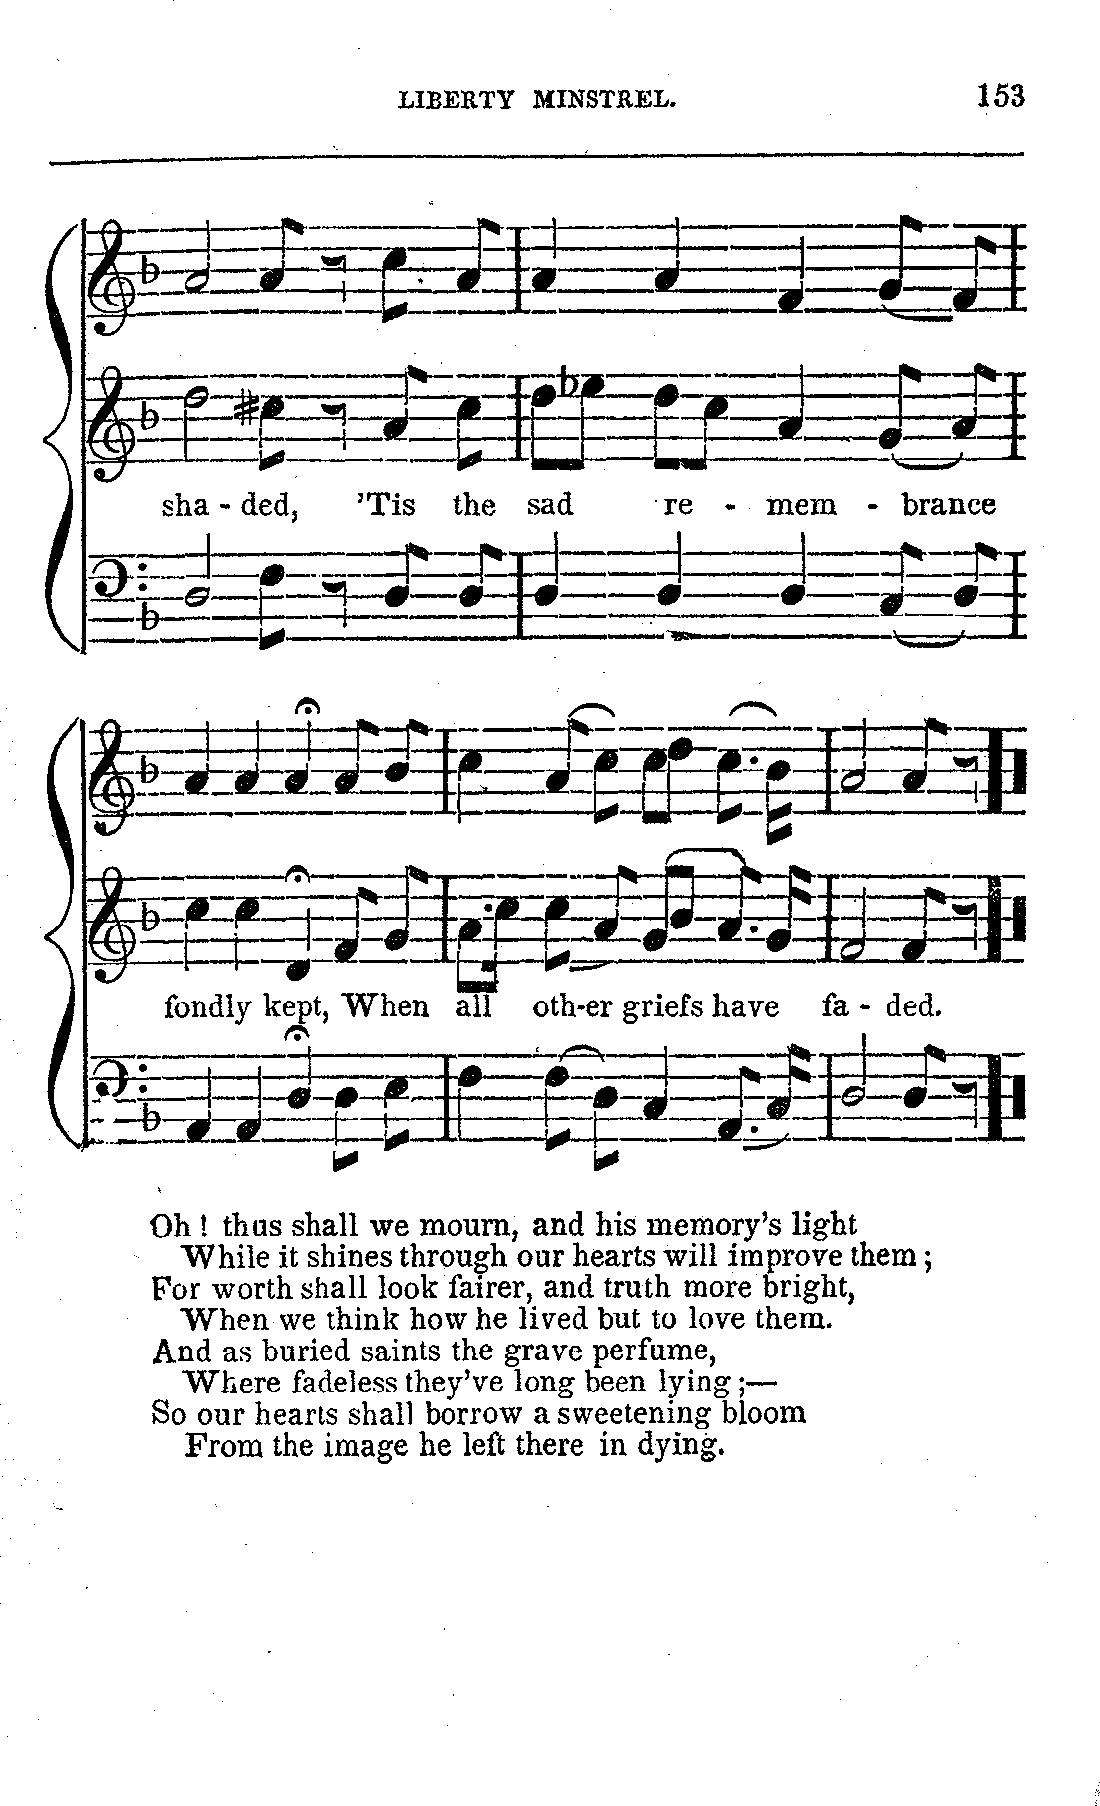 LIBERTY MINSTREL. 153
sha - ded, ’Tis the sad re - mem - brance
fondly kept, When all oth-er griefs have fa - ded.
Oh ! thus shall we mourn, and his memory’s light
While it shines through our hearts will improve them ;
For worth shall look fairer, and truth more bright,
When we think how he lived but to love them.
And as buried saints the grave perfume,
Where fadeless they’ve long been lying ;—
So our hearts shall borrow a sweetening bloom
From the image he left there in dying.